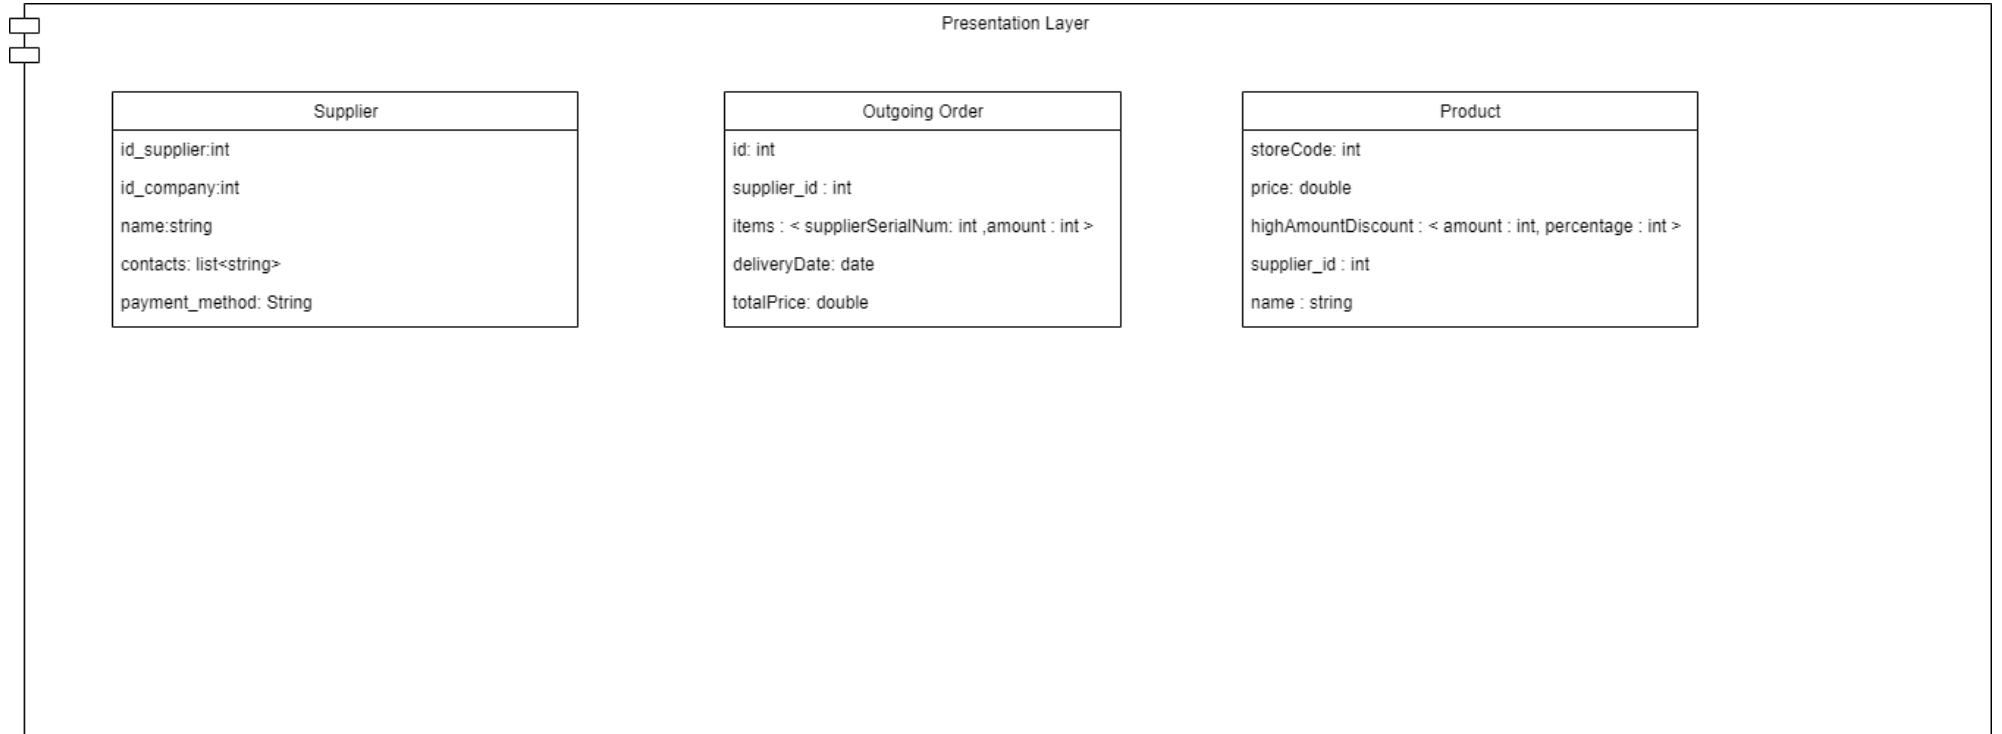 Presentation Layer
Supplier
id_supplier:int
id_company:int
name:string
contacts: list<string>
payment_method: String
Outgoing Order
id: int
supplier_id : int
items : < supplierSerialNum: int ,amount : int >
deliveryDate: date
totalPrice: double
Product
storeCode: int
price: double
highAmountDiscount : < amount : int, percentage : int >
supplier_id : int
name : string